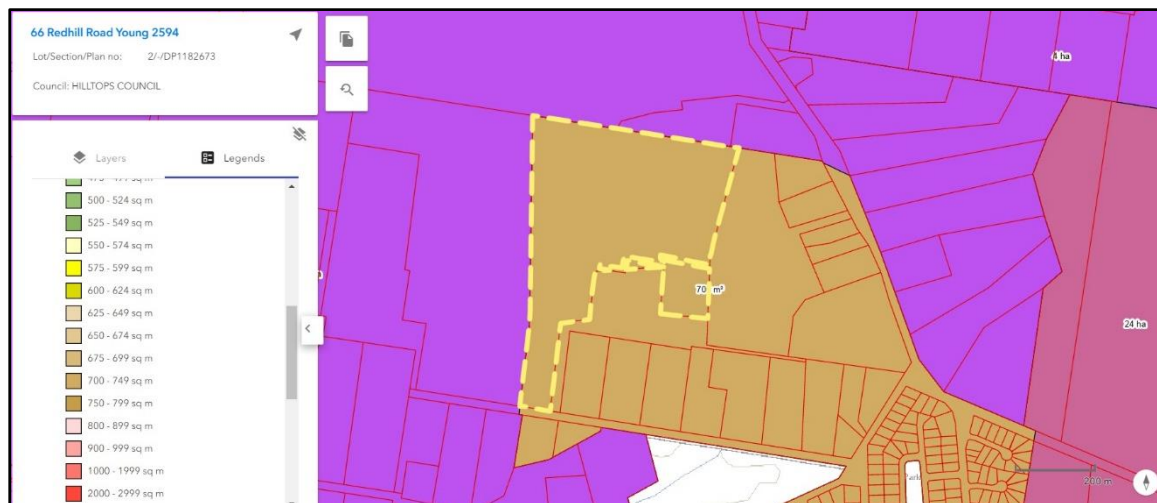 66 Redhill Road Young 2594
Lot/Section/Plan no: 2/-/DP1182673
Council: HILLTOPS COUNCIL
Layers
Legends
475 - 499 sq m
500 - 524 sq m
525 - 549 sq m
550 - 574 sq m
575 - 599 sq m
600 - 624 sq m
625 - 649 sq m
650 - 674 sq m
675 - 699 sq m
700 - 749 sq m
750 - 799 sq m
800 - 899 sq m
900 - 999 sq m
1000 - 1999 sq m
2000 - 2999 sq m
4 ha
m²
24 ha
200 m